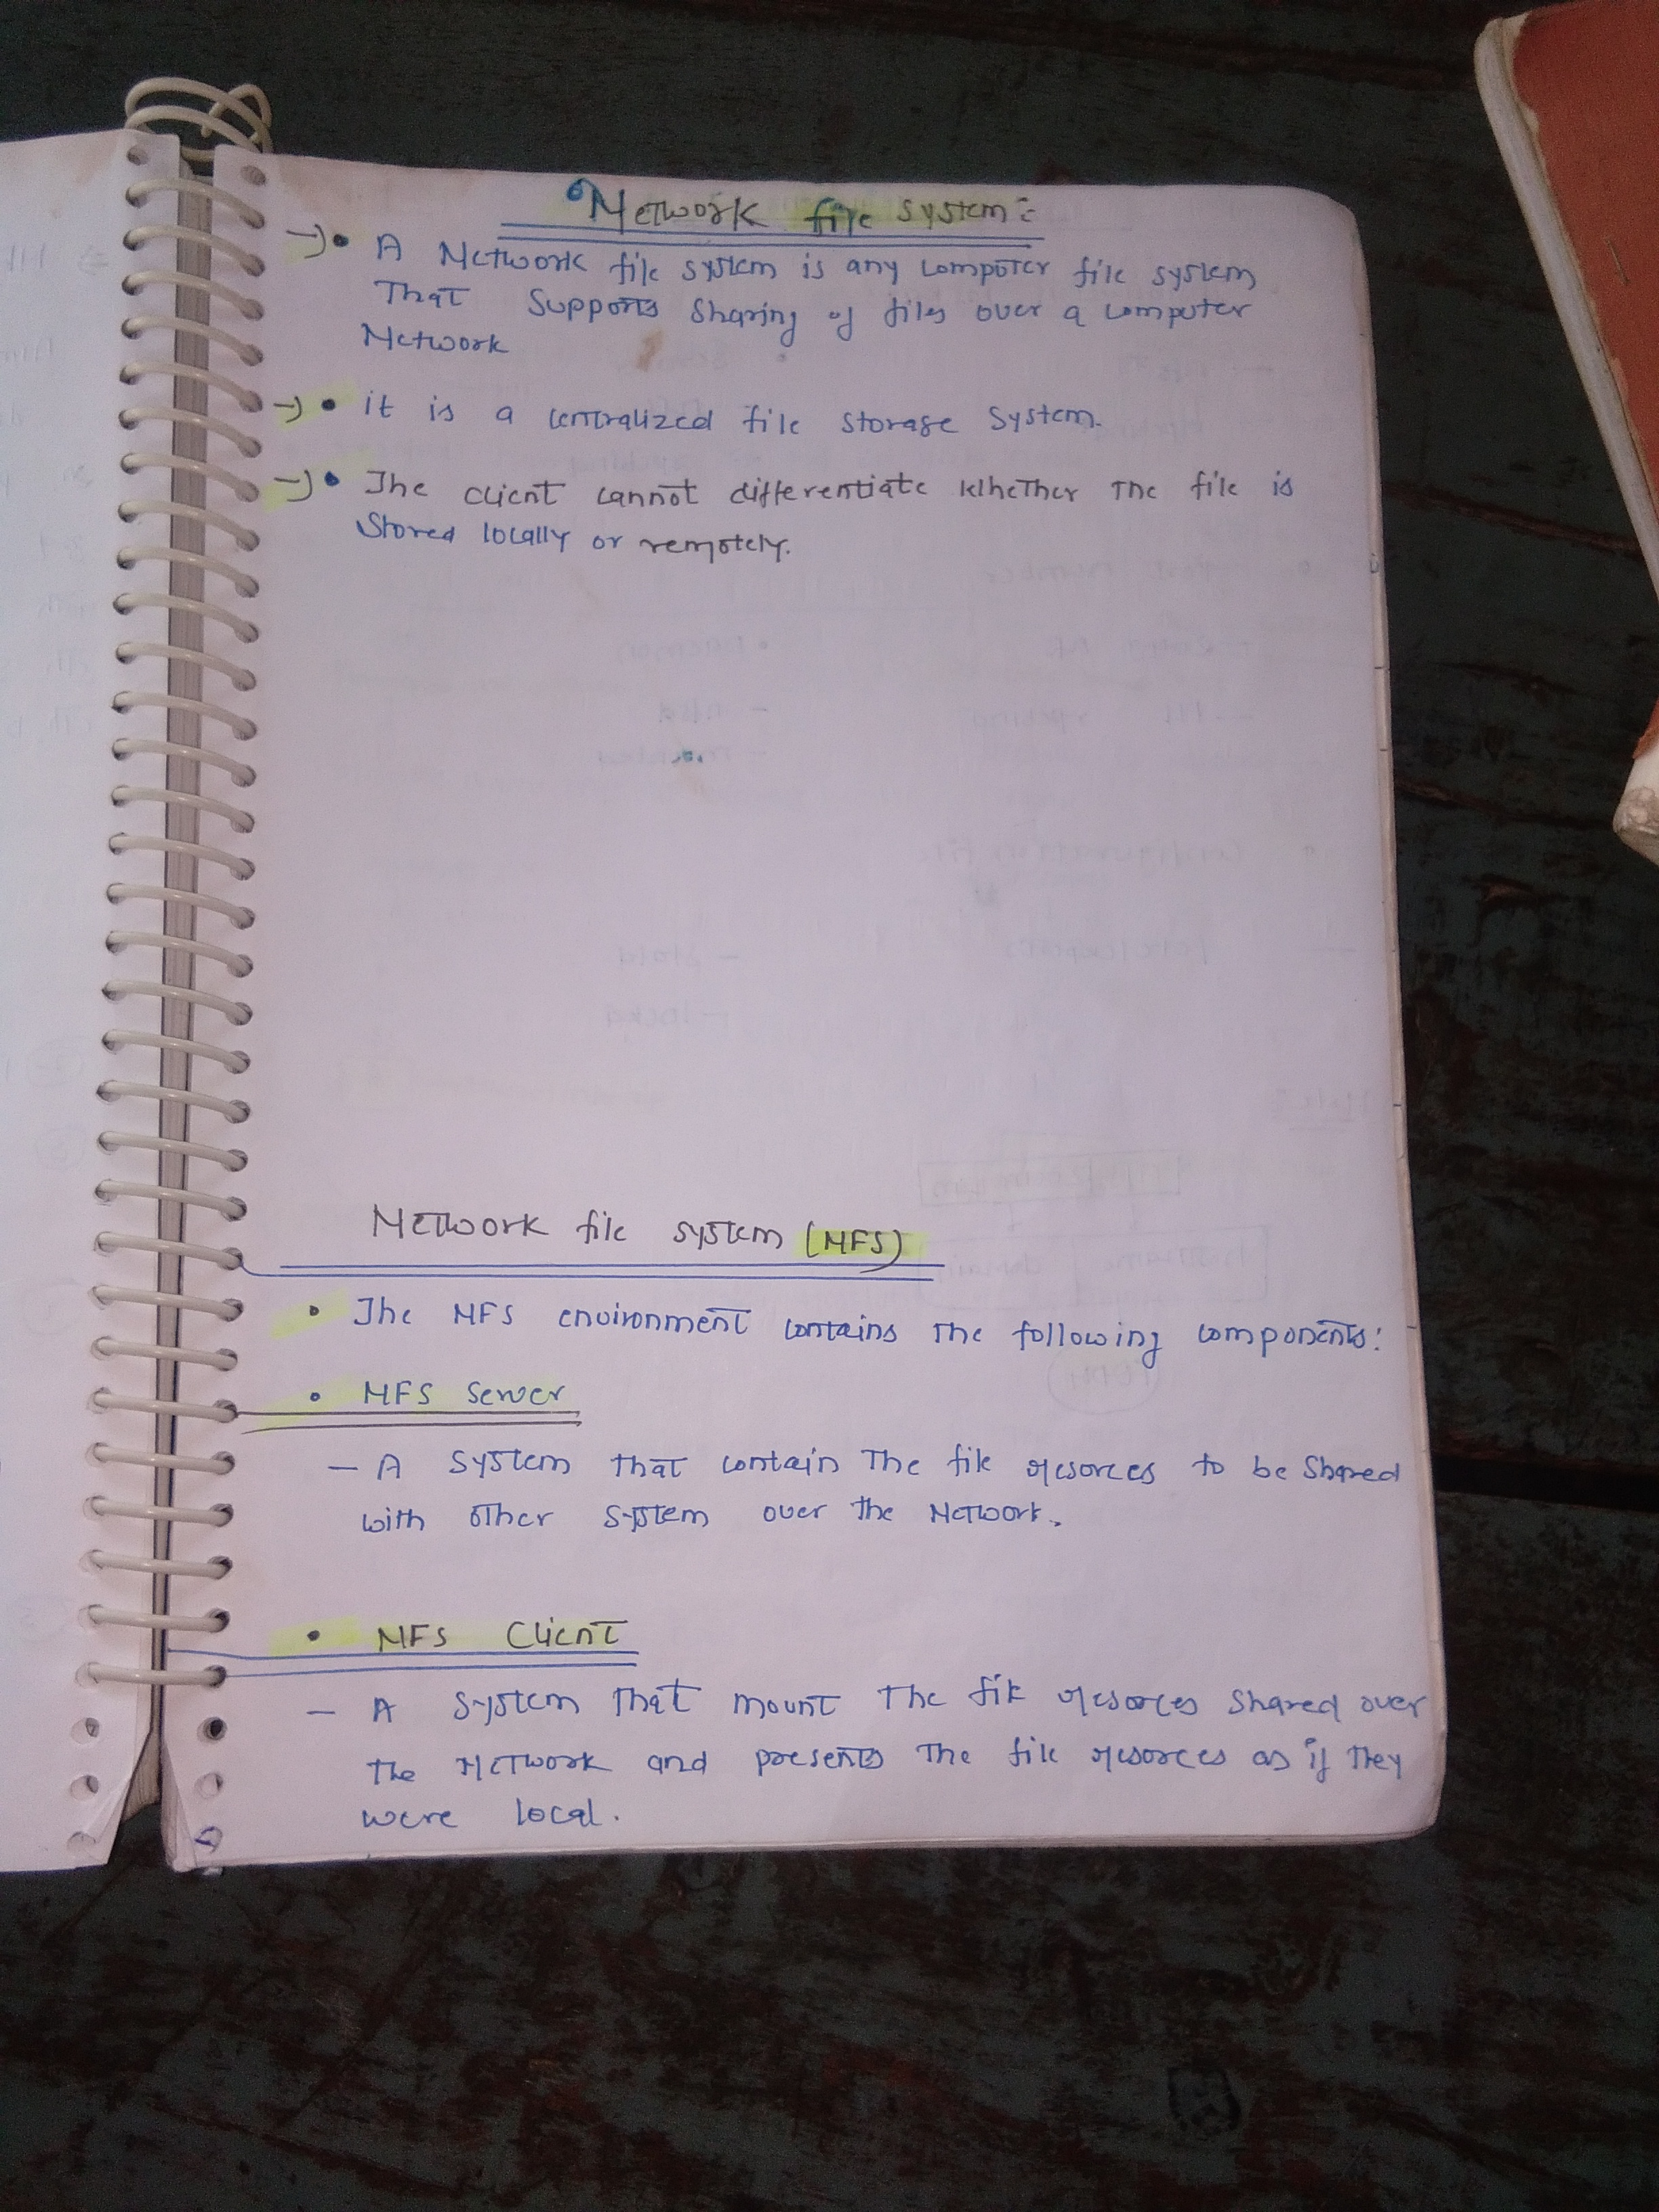 Network file system:
→ • A Network file system is any computer file system
That supports sharing of files over a computer
Network
→ • it is a centralized file storage system.
→ • The client cannot differentiate whether the file is
stored locally or remotely.
Network file system (NFS)
• The NFS environment contains the following components:
• NFS server
— A system that contain the file resorces to be shared
with other system over the Network.
• NFS Client
— A system that mount the file resorces shared over
the Network and presents the file resorces as if they
were local.